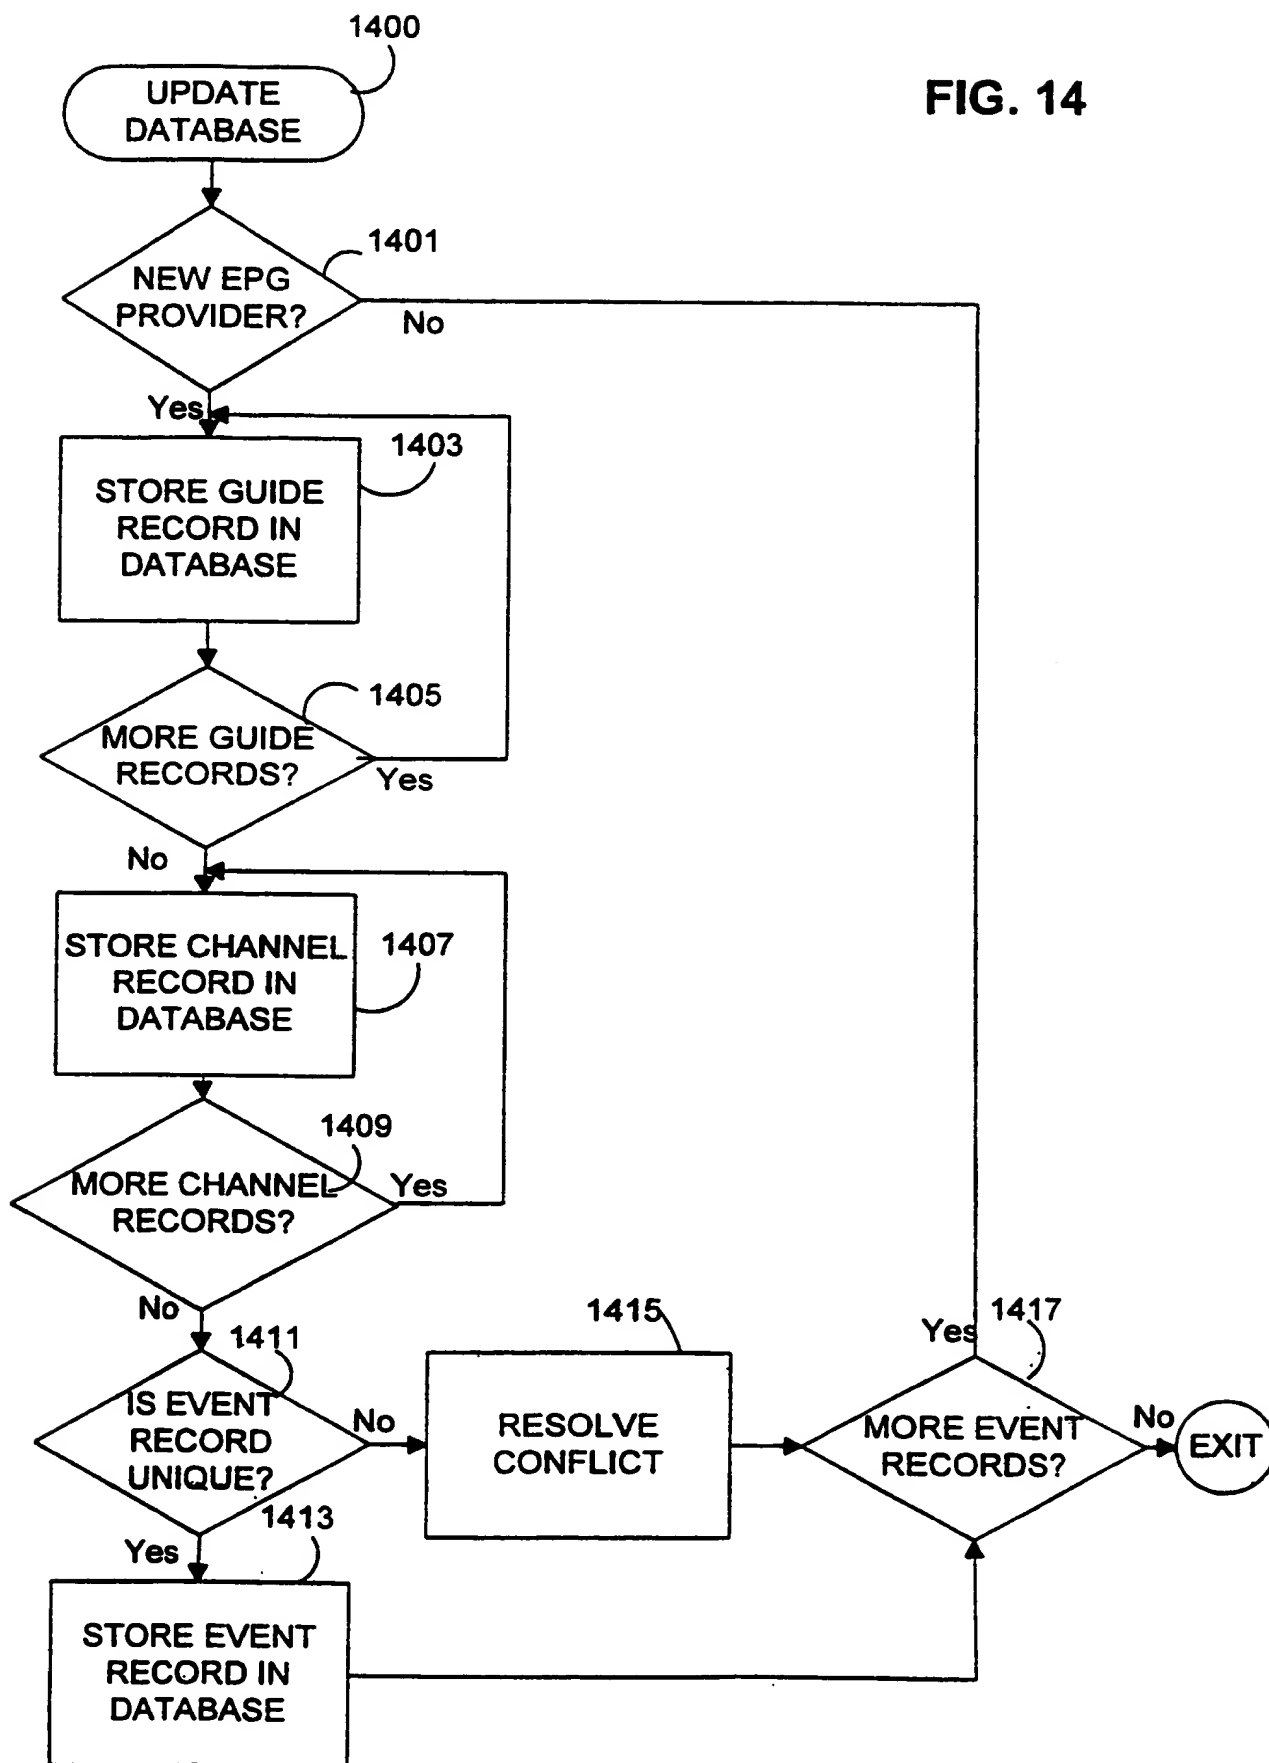 1400
UPDATE
DATABASE
FIG. 14
1401
NEW EPG
PROVIDER?
No
Yes
1403
STORE GUIDE
RECORD IN
DATABASE
1405
MORE GUIDE
RECORDS?
Yes
No
STORE CHANNEL
RECORD IN
DATABASE
1407
1409
MORE CHANNEL
RECORDS?
Yes
No
1411
IS EVENT
RECORD
UNIQUE?
No
1415
RESOLVE
CONFLICT
1417
Yes
MORE EVENT
RECORDS?
No
EXIT
Yes
1413
STORE EVENT
RECORD IN
DATABASE